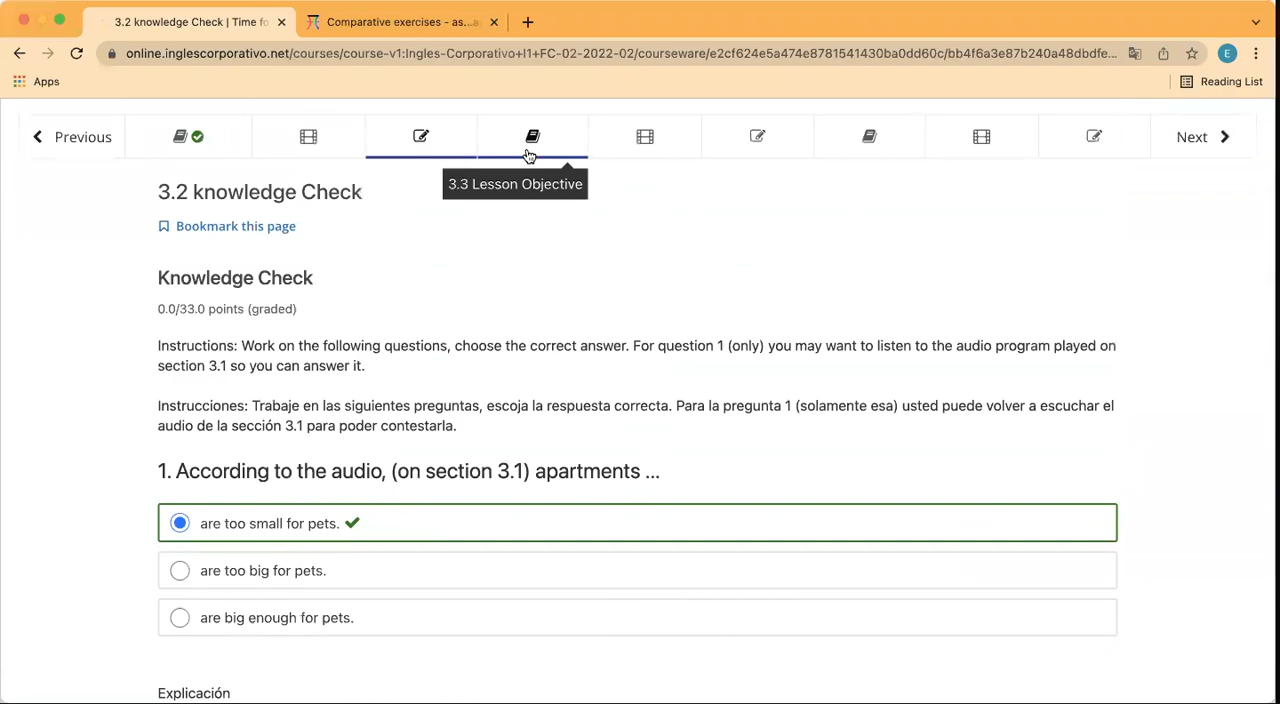 3.2 knowledge Check | Time fo
Comparative exercises - as...
online.inglescorporativo.net/courses/course-v1:Ingles-Corporativo+I1+FC-02-2022-02/courseware/e2cf624e5a474e8781541430ba0dd60c/bb4f6a3e87b240a48dbdfe...
E
Apps
Reading List
Previous
Next
3.3 Lesson Objective
3.2 knowledge Check
Bookmark this page
Knowledge Check
0.0/33.0 points (graded)
Instructions: Work on the following questions, choose the correct answer. For question 1 (only) you may want to listen to the audio program played on
section 3.1 so you can answer it.
Instrucciones: Trabaje en las siguientes preguntas, escoja la respuesta correcta. Para la pregunta 1 (solamente esa) usted puede volver a escuchar el
audio de la sección 3.1 para poder contestarla.
1. According to the audio, (on section 3.1) apartments ...
are too small for pets.
are too big for pets.
are big enough for pets.
Explicación